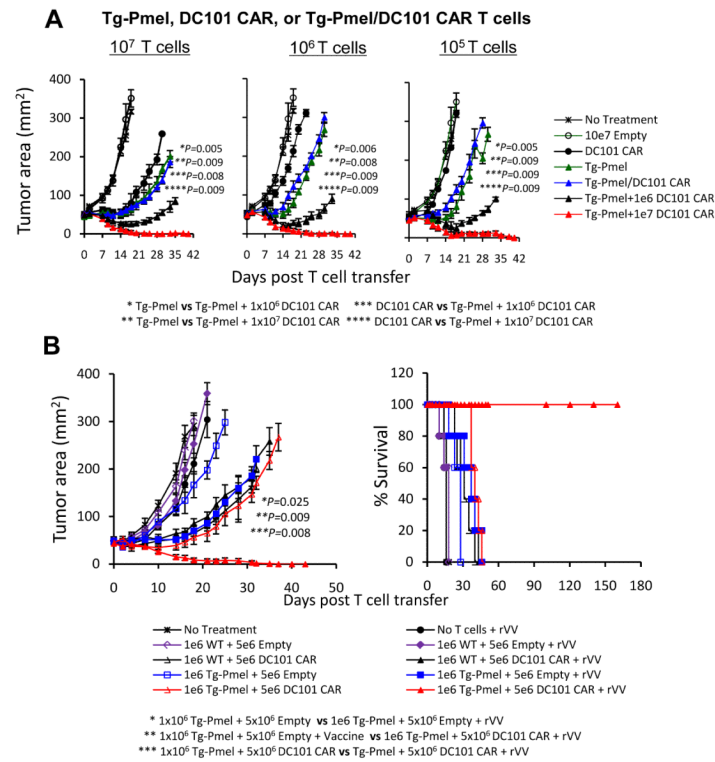 A Tg-Pmel, DC101 CAR, or Tg-Pmel/DC101 CAR T cells
10⁷ T cells
10⁶ T cells
10⁵ T cells
Tumor area (mm²)
400
300
200
100
0
0 7 14 21 28 35 42
*P=0.005
**P=0.009
***P=0.008
****P=0.009
0 7 14 21 28 35 42
*P=0.006
**P=0.008
***P=0.009
****P=0.009
0 7 14 21 28 35 42
*P=0.005
**P=0.009
***P=0.009
****P=0.009
No Treatment
10e7 Empty
DC101 CAR
Tg-Pmel
Tg-Pmel/DC101 CAR
Tg-Pmel+1e6 DC101 CAR
Tg-Pmel+1e7 DC101 CAR
Days post T cell transfer
* Tg-Pmel vs Tg-Pmel + 1x10⁶ DC101 CAR *** DC101 CAR vs Tg-Pmel + 1x10⁶ DC101 CAR
** Tg-Pmel vs Tg-Pmel + 1x10⁷ DC101 CAR **** DC101 CAR vs Tg-Pmel + 1x10⁷ DC101 CAR
B
Tumor area (mm²)
400
300
200
100
0
0 10 20 30 40 50
*P=0.025
**P=0.009
***P=0.008
% Survival
120
100
80
60
40
20
0
0 30 60 90 120 150 180
Days post T cell transfer
No Treatment
1e6 WT + 5e6 Empty
1e6 WT + 5e6 DC101 CAR
1e6 Tg-Pmel + 5e6 Empty
1e6 Tg-Pmel + 5e6 DC101 CAR
No T cells + rVV
1e6 WT + 5e6 Empty + rVV
1e6 WT + 5e6 DC101 CAR + rVV
1e6 Tg-Pmel + 5e6 Empty + rVV
1e6 Tg-Pmel + 5e6 DC101 CAR + rVV
* 1x10⁶ Tg-Pmel + 5x10⁶ Empty vs 1e6 Tg-Pmel + 5x10⁶ Empty + rVV
** 1x10⁶ Tg-Pmel + 5x10⁶ Empty + Vaccine vs 1e6 Tg-Pmel + 5x10⁶ DC101 CAR + rVV
*** 1x10⁶ Tg-Pmel + 5x10⁶ DC101 CAR vs Tg-Pmel + 5x10⁶ DC101 CAR + rVV